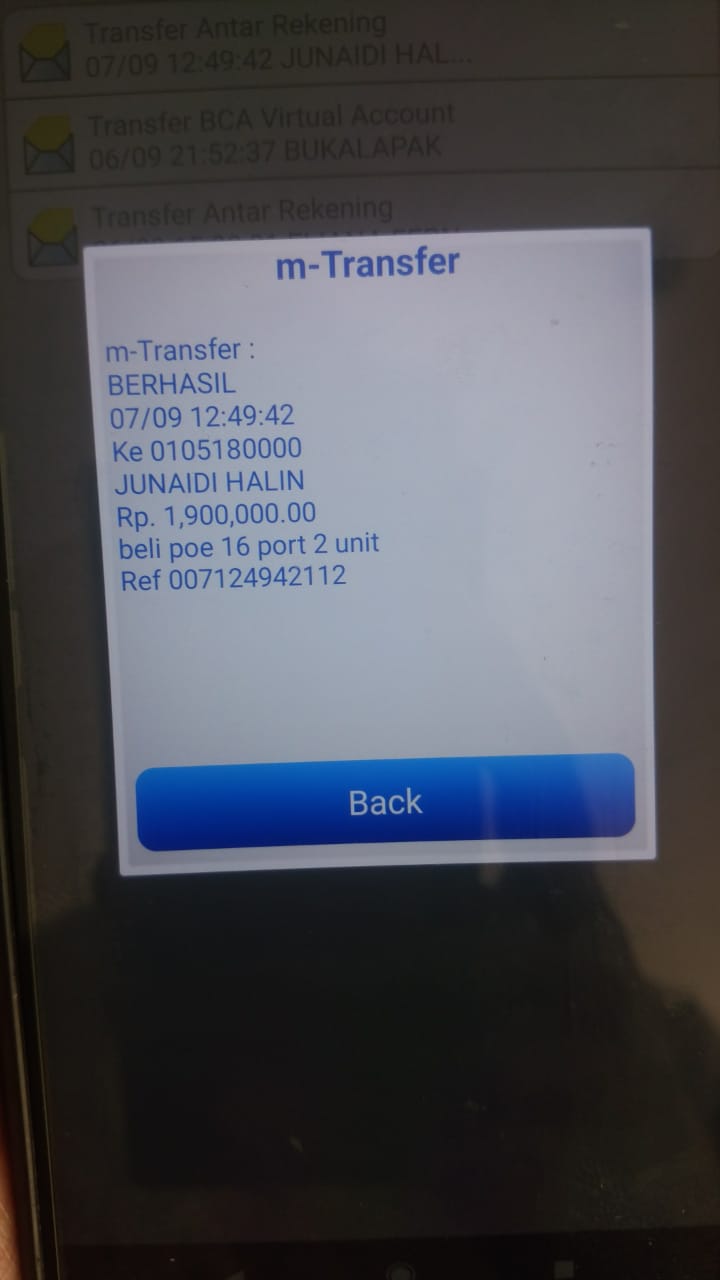 Transfer Antar Rekening
07/09 12:49:42 JUNAIDI HAL...
Transfer BCA Virtual Account
06/09 21:52:37 BUKALAPAK
Transfer Antar Rekening
m-Transfer
m-Transfer :
BERHASIL
07/09 12:49:42
Ke 0105180000
JUNAIDI HALIN
Rp. 1,900,000.00
beli poe 16 port 2 unit
Ref 007124942112
Back